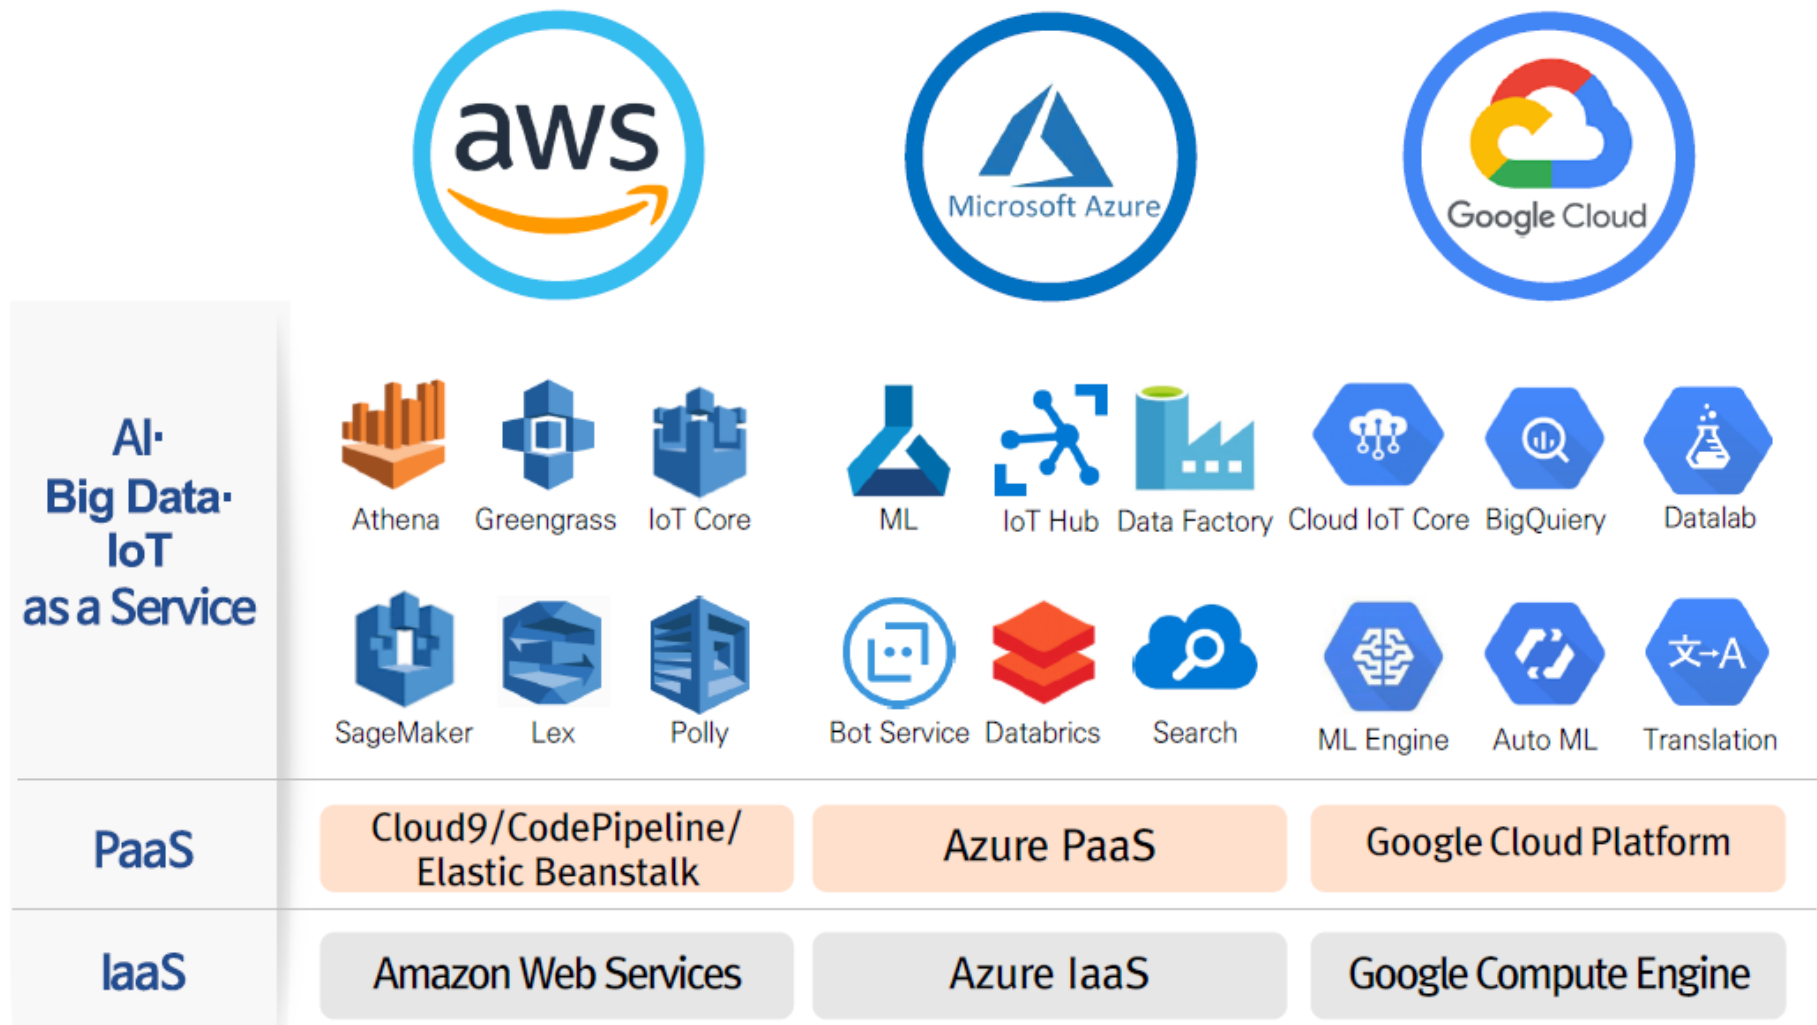 aws
Microsoft Azure
Google Cloud
AI·
Big Data·
IoT
as a Service
Athena
Greengrass
IoT Core
ML
IoT Hub
Data Factory
Cloud IoT Core
BigQuiery
Datalab
SageMaker
Lex
Polly
Bot Service
Databrics
Search
ML Engine
Auto ML
文→A
Translation
PaaS
Cloud9/CodePipeline/
Elastic Beanstalk
Azure PaaS
Google Cloud Platform
IaaS
Amazon Web Services
Azure IaaS
Google Compute Engine